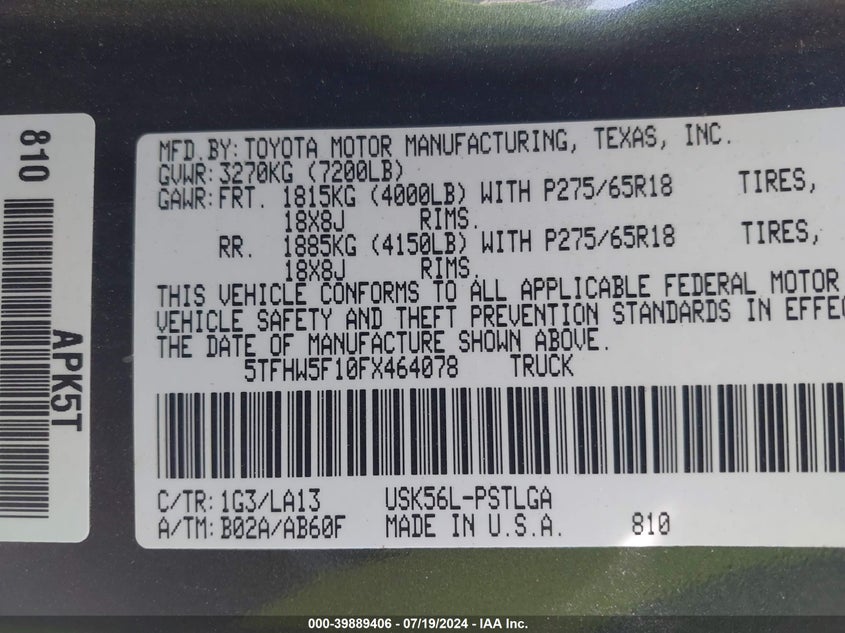 810
APK5T
MFD.BY: TOYOTA MOTOR MANUFACTURING, TEXAS, INC.
GVWR: 3270KG (7200LB)
GAWR: FRT. 1815KG (4000LB) WITH P275/65R18 TIRES,
18X8J RIMS.
RR. 1885KG (4150LB) WITH P275/65R18 TIRES,
18X8J RIMS.
THIS VEHICLE CONFORMS TO ALL APPLICABLE FEDERAL MOTOR
VEHICLE SAFETY AND THEFT PREVENTION STANDARDS IN EFFE
THE DATE OF MANUFACTURE SHOWN ABOVE.
5TFHW5F10FX464078 TRUCK
C/TR: 1G3/LA13 USK56L-PSTLGA
A/TM: B02A/AB60F MADE IN U.S.A. 810
000-39889406 - 07/19/2024 - IAA Inc.